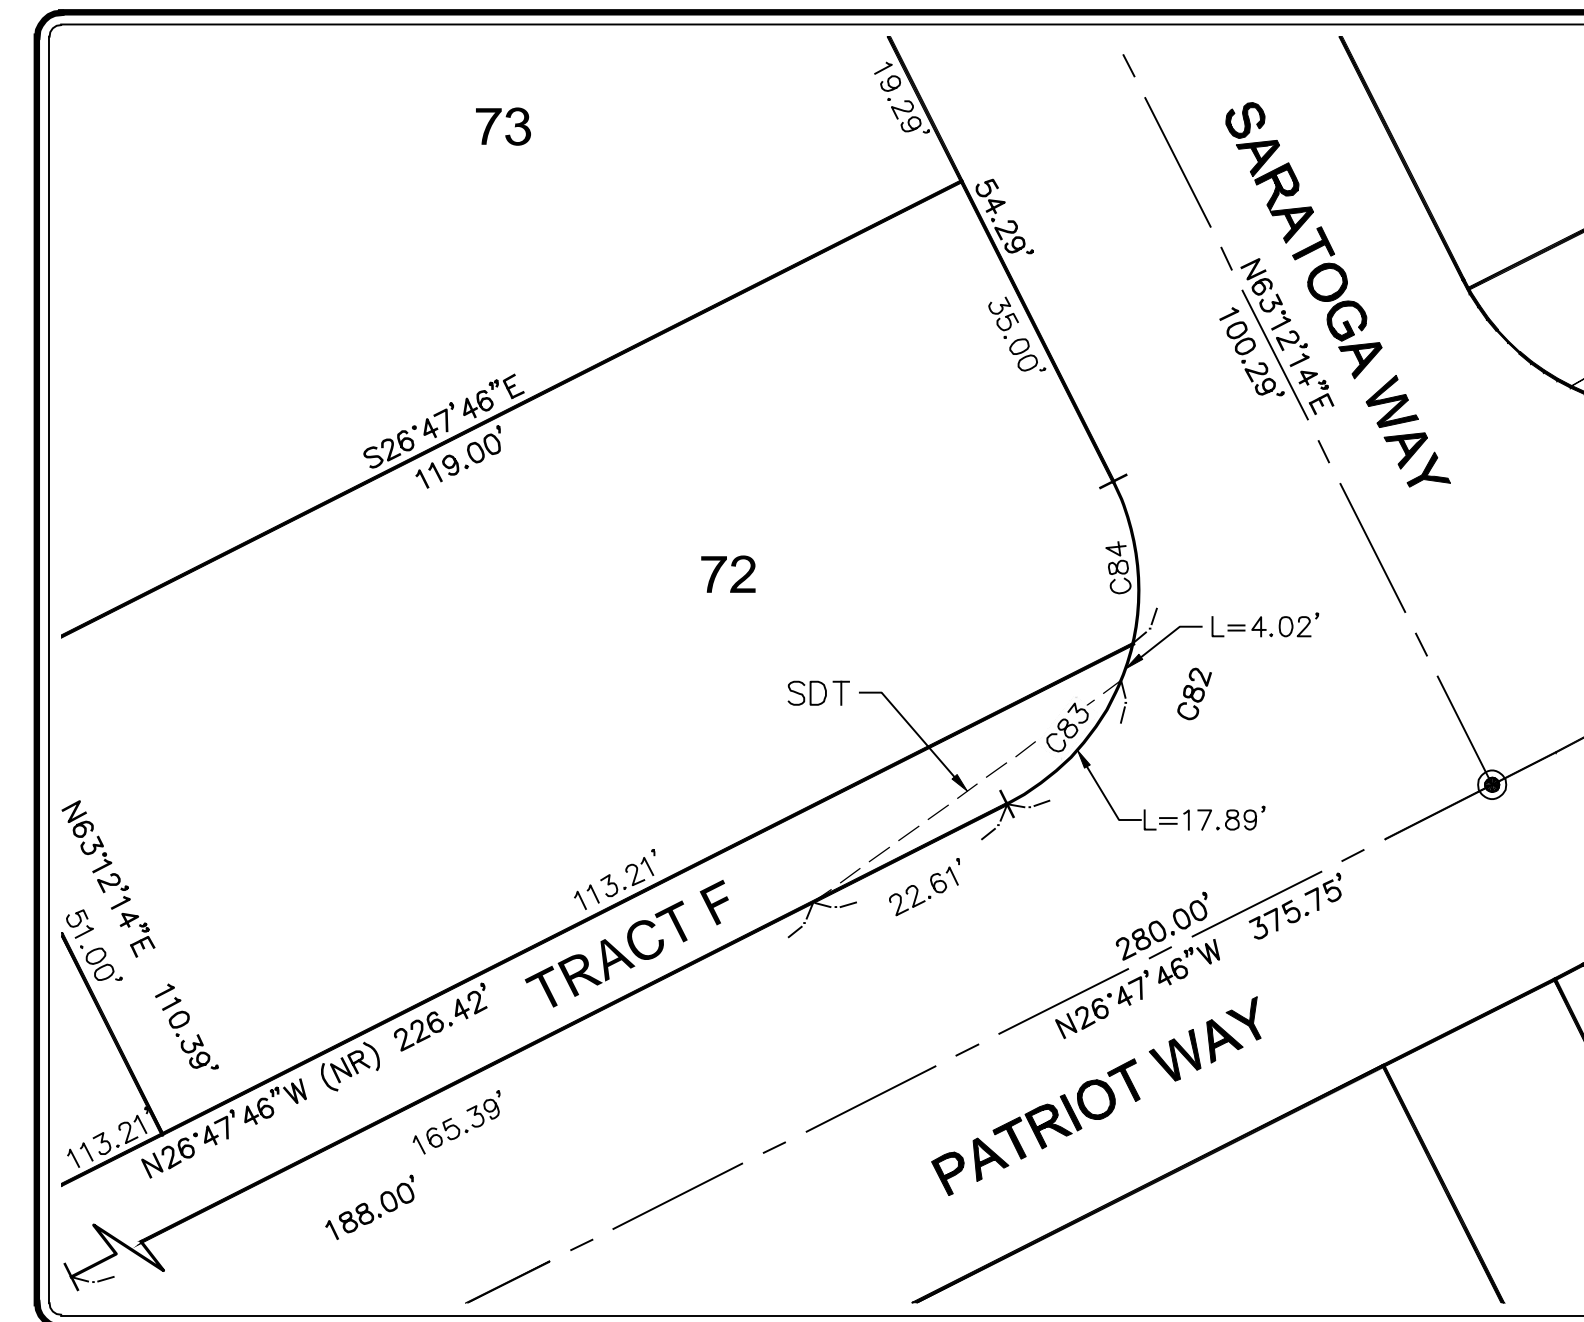 73
19.29'
54.29'
35.00'
SARATOGA WAY
N63°12'14"E
100.29'
S26°47'46"E
119.00'
72
C84
L=4.02'
SDT
C82
C83
L=17.89'
N63°12'14"E 110.39'
51.00'
113.21'
TRACT F
22.61'
280.00' 375.75'
N26°47'46"W
PATRIOT WAY
113.21'
N26°47'46"W (NR) 226.42'
165.39'
188.00'